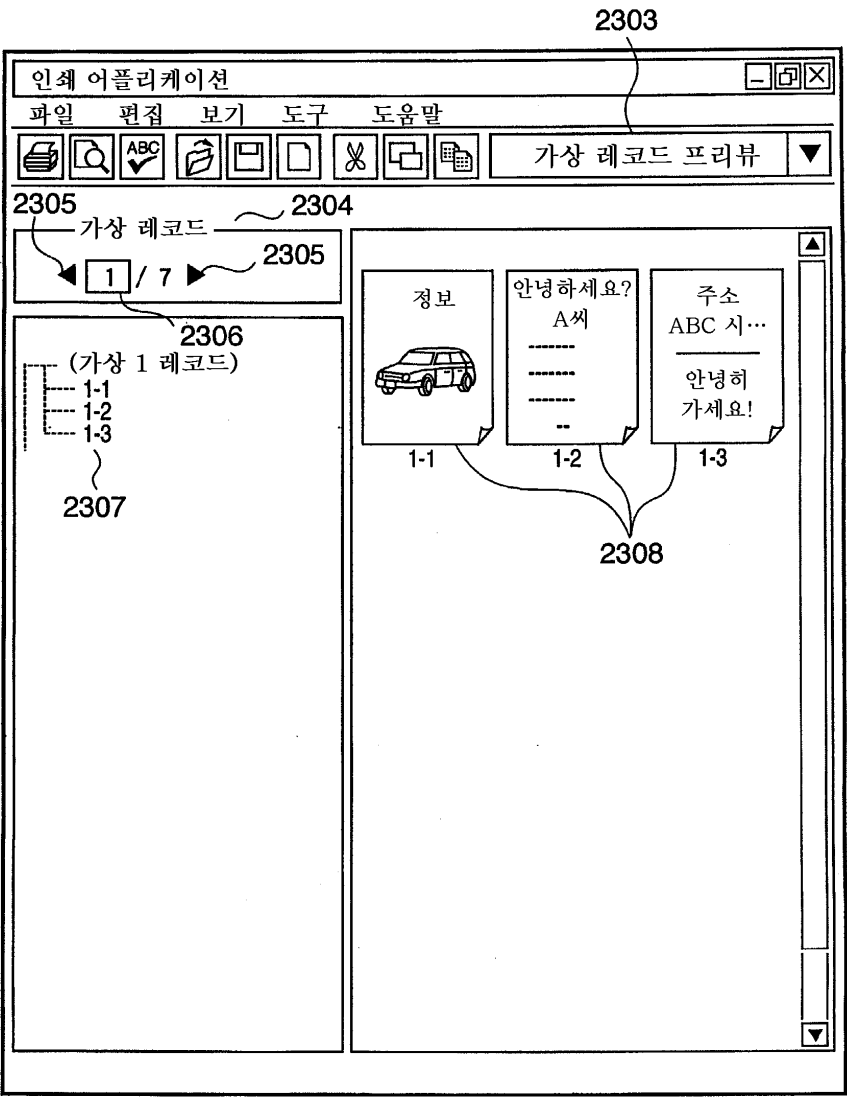 2303
인쇄 어플리케이션
파일 편집 보기 도구 도움말
ABC
가상 레코드 프리뷰
2305
2304
가상 레코드
1 / 7
2305
2306
(가상 1 레코드)
1-1
1-2
1-3
2307
정보
1-1
안녕하세요?
A씨
1-2
주소
ABC 시…
안녕히
가세요!
1-3
2308